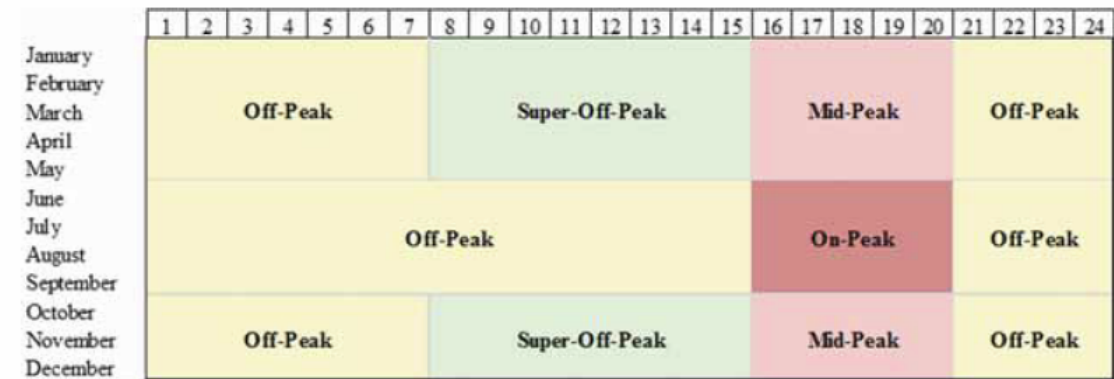 1 2 3 4 5 6 7 8 9 10 11 12 13 14 15 16 17 18 19 20 21 22 23 24
January
February
March Off-Peak Super-Off-Peak Mid-Peak Off-Peak
April
May
June
July
Off-Peak On-Peak Off-Peak
August
September
October
November Off-Peak Super-Off-Peak Mid-Peak Off-Peak
December